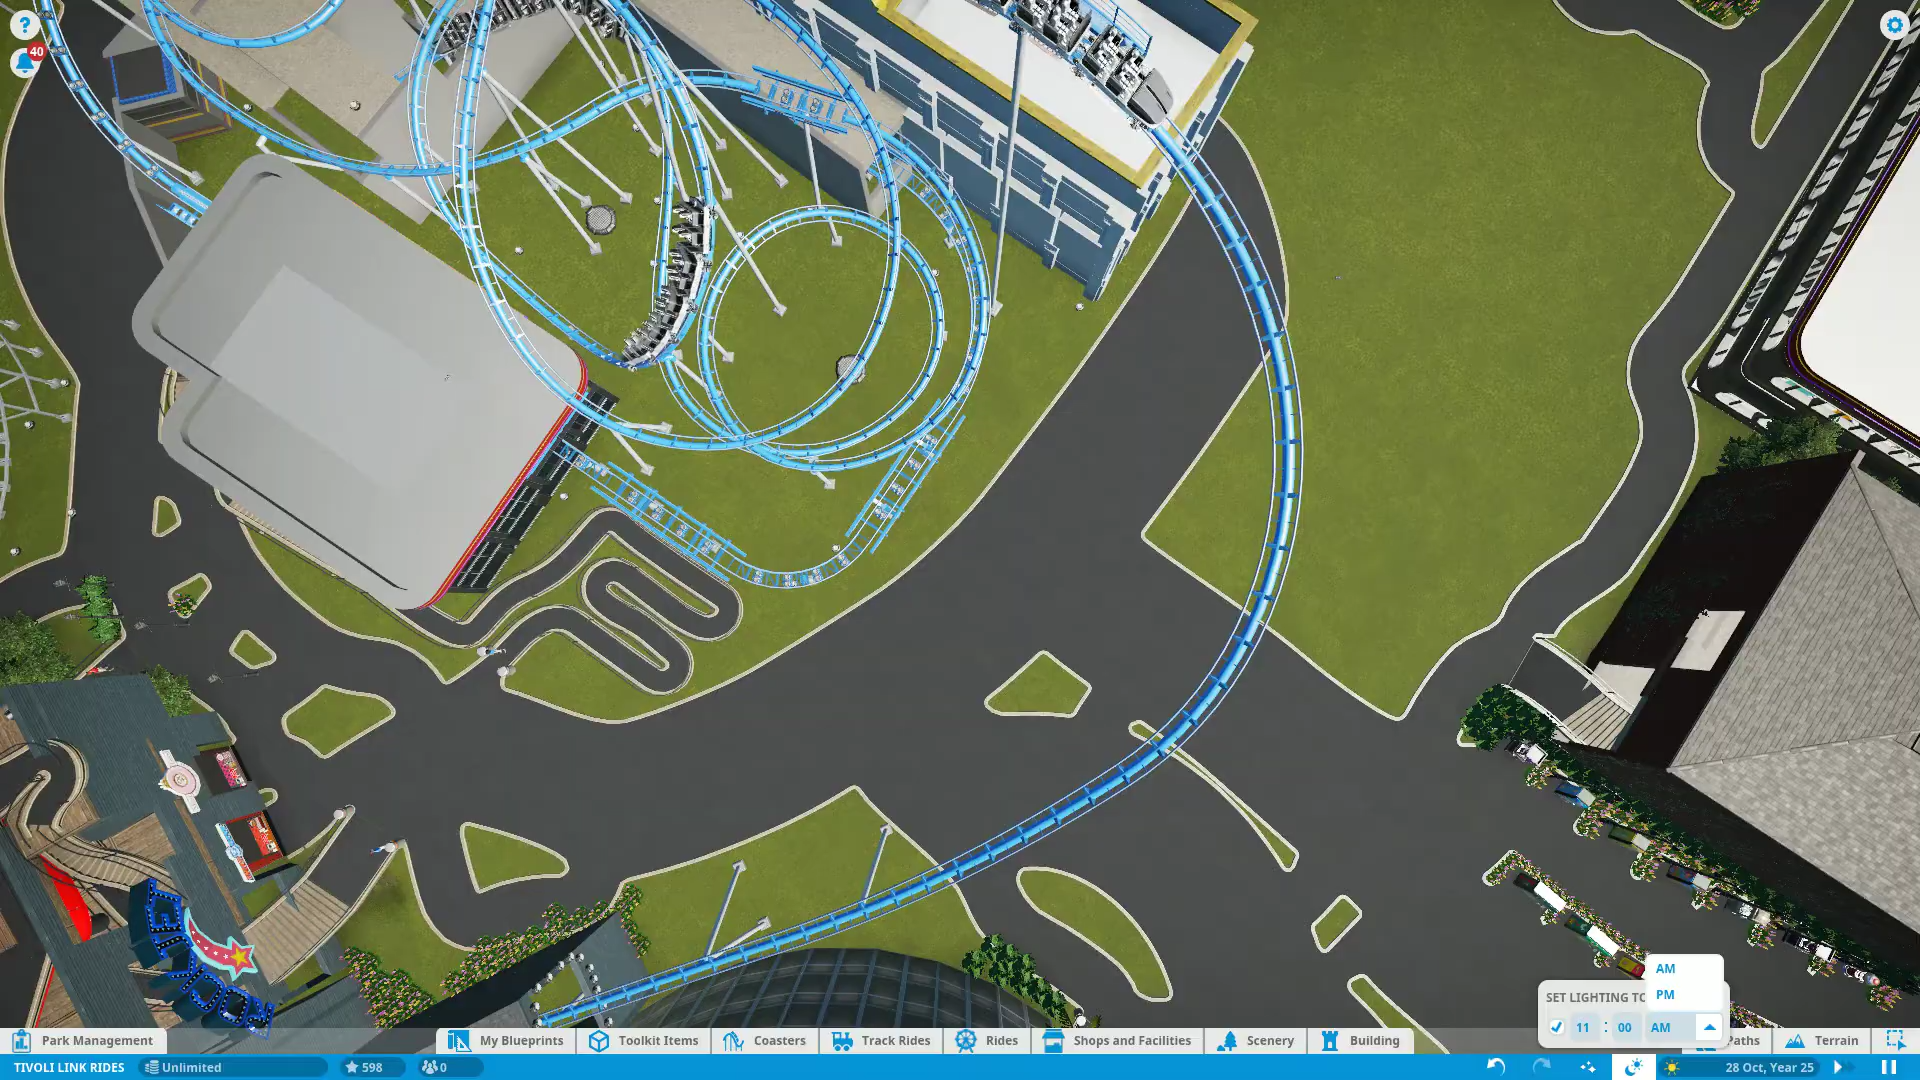 ?
40
AM
PM
SET LIGHTING TO
11 : 00 AM
Park Management
My Blueprints
Toolkit Items
Coasters
Track Rides
Rides
Shops and Facilities
Scenery
Building
Paths
Terrain
TIVOLI LINK RIDES
Unlimited
598
0
28 Oct, Year 25